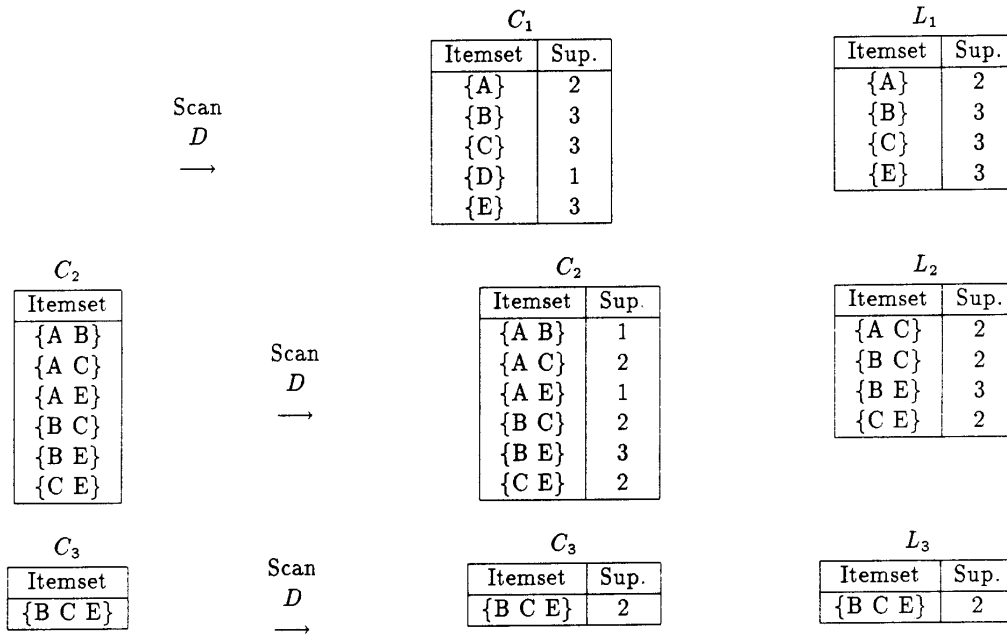 C1 L1
Itemset Sup. Itemset Sup.
{A} 2 {A} 2
Scan {B} 3 {B} 3
D {C} 3 {C} 3
⟶ {D} 1 {E} 3
{E} 3
C2 C2 L2
Itemset Itemset Sup. Itemset Sup.
{A B} {A B} 1 {A C} 2
{A C} Scan {A C} 2 {B C} 2
{A E} D {A E} 1 {B E} 3
{B C} ⟶ {B C} 2 {C E} 2
{B E} {B E} 3
{C E} {C E} 2
C3 C3 L3
Itemset Scan Itemset Sup. Itemset Sup.
{B C E} D {B C E} 2 {B C E} 2
⟶